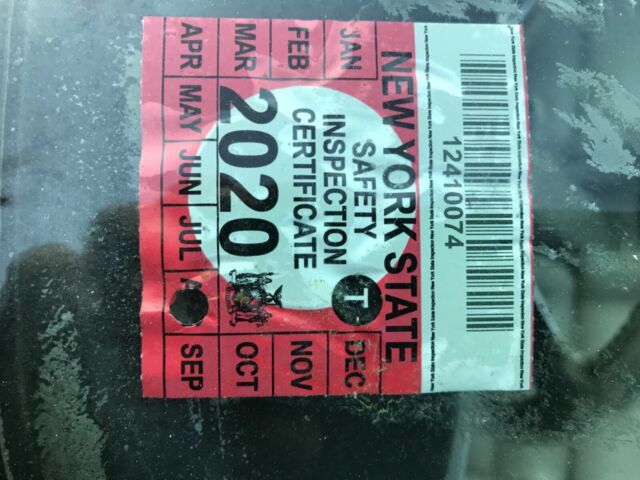 12410074
NEW YORK STATE
JAN
SAFETY
DEC
FEB
INSPECTION
T
NOV
MAR
CERTIFICATE
OCT
2020
APR MAY JUN JUL SEP